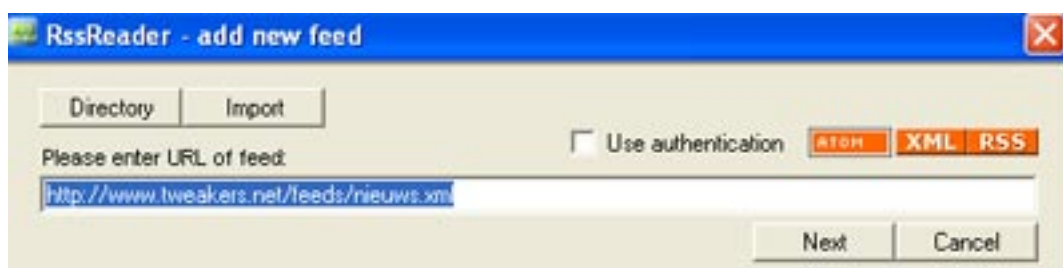 RssReader - add new feed
Directory Import
Use authentication ATOM XML RSS
Please enter URL of feed:
http://www.tweakers.net/feeds/nieuws.xml
Next Cancel